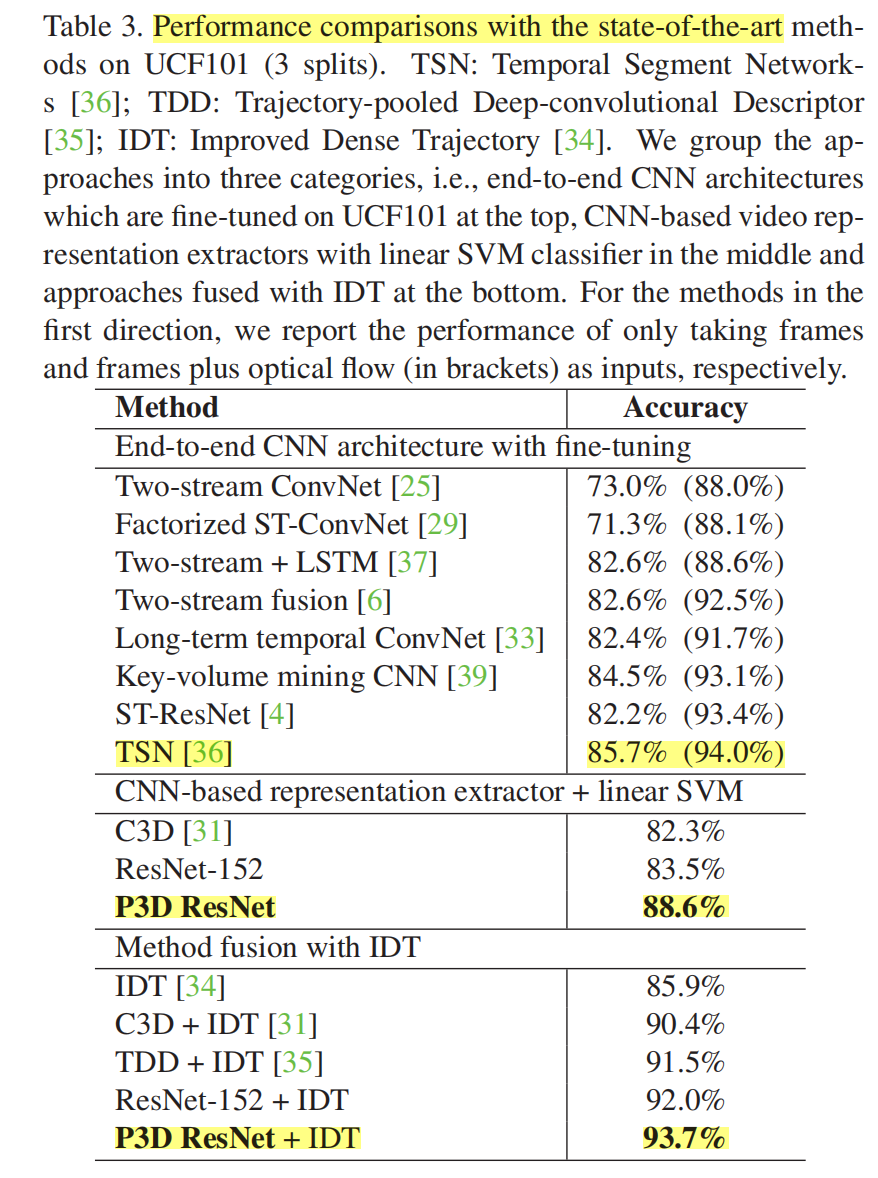 Table 3. Performance comparisons with the state-of-the-art meth-
ods on UCF101 (3 splits). TSN: Temporal Segment Network-
s [36]; TDD: Trajectory-pooled Deep-convolutional Descriptor
[35]; IDT: Improved Dense Trajectory [34]. We group the ap-
proaches into three categories, i.e., end-to-end CNN architectures
which are fine-tuned on UCF101 at the top, CNN-based video rep-
resentation extractors with linear SVM classifier in the middle and
approaches fused with IDT at the bottom. For the methods in the
first direction, we report the performance of only taking frames
and frames plus optical flow (in brackets) as inputs, respectively.
Method Accuracy
End-to-end CNN architecture with fine-tuning
Two-stream ConvNet [25] 73.0% (88.0%)
Factorized ST-ConvNet [29] 71.3% (88.1%)
Two-stream + LSTM [37] 82.6% (88.6%)
Two-stream fusion [6] 82.6% (92.5%)
Long-term temporal ConvNet [33] 82.4% (91.7%)
Key-volume mining CNN [39] 84.5% (93.1%)
ST-ResNet [4] 82.2% (93.4%)
TSN [36] 85.7% (94.0%)
CNN-based representation extractor + linear SVM
C3D [31] 82.3%
ResNet-152 83.5%
P3D ResNet 88.6%
Method fusion with IDT
IDT [34] 85.9%
C3D + IDT [31] 90.4%
TDD + IDT [35] 91.5%
ResNet-152 + IDT 92.0%
P3D ResNet + IDT 93.7%